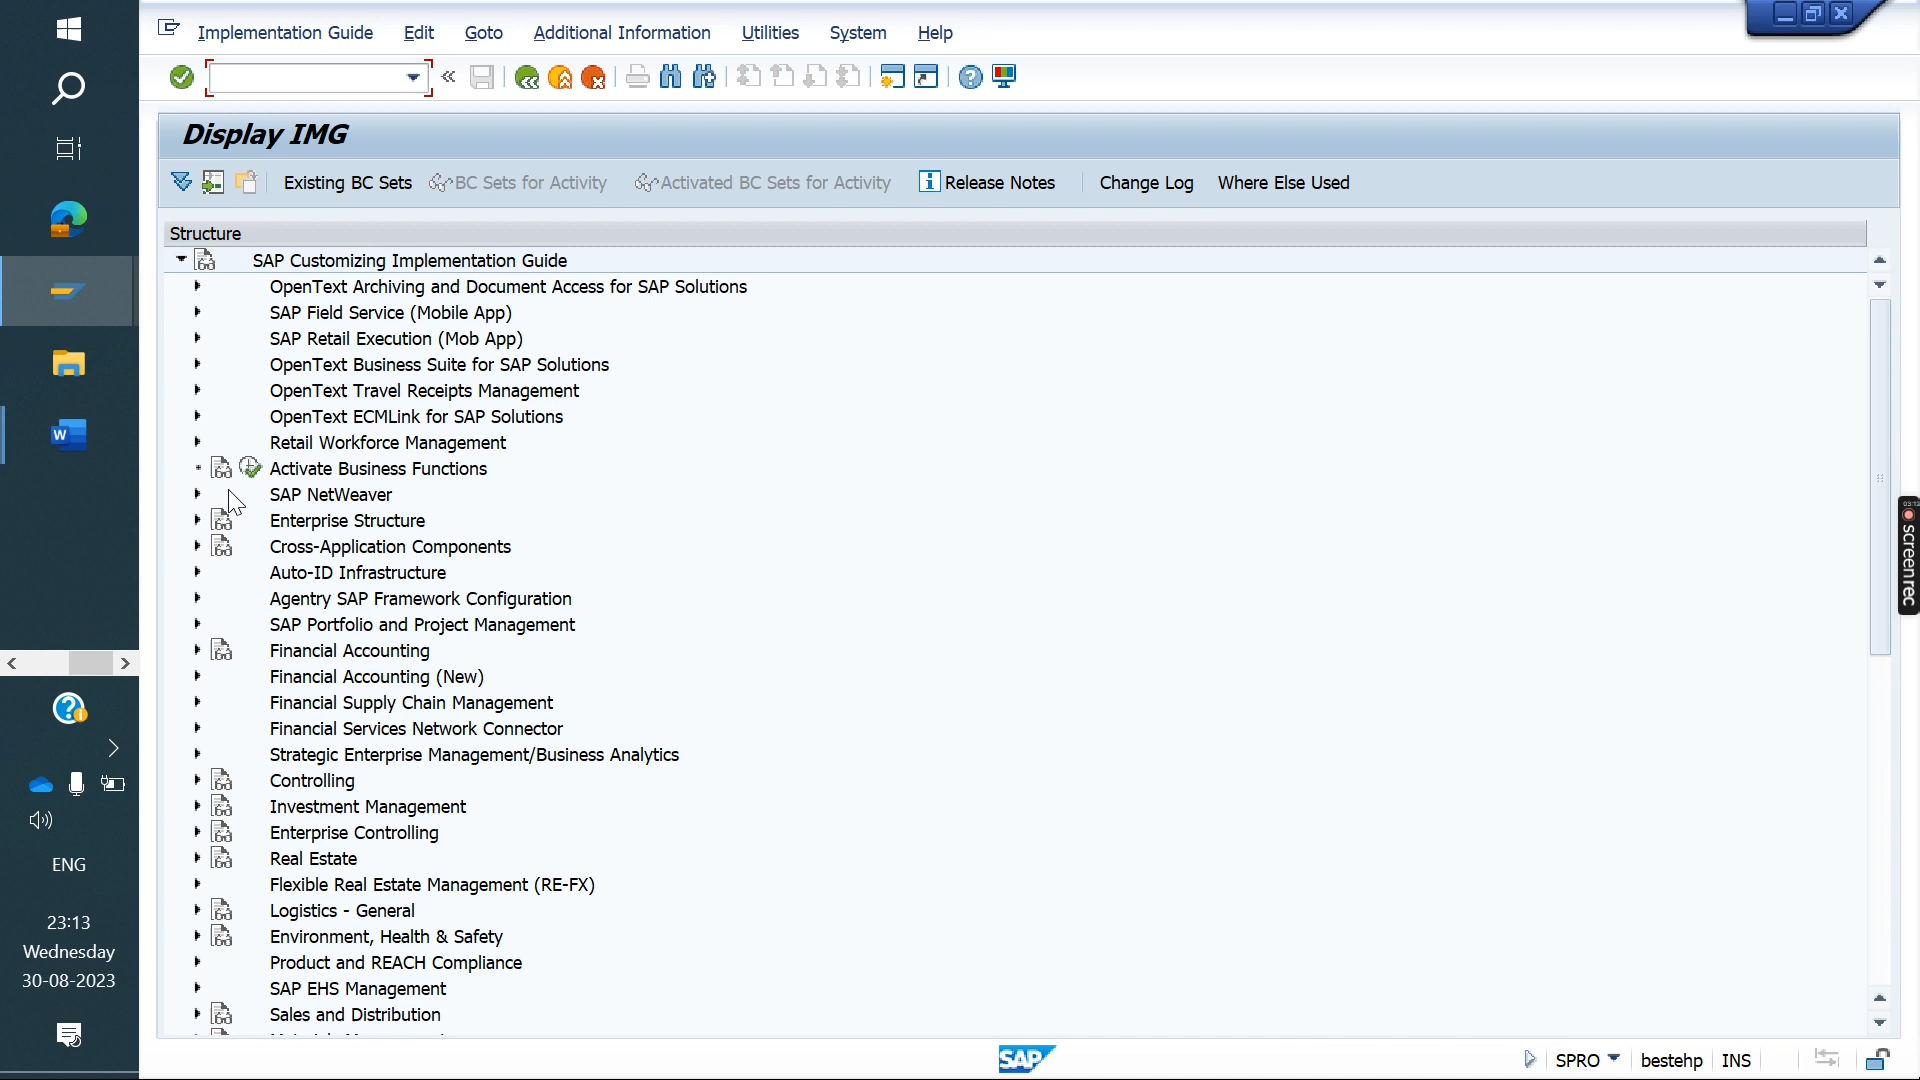 Implementation Guide Edit Goto Additional Information Utilities System Help
Display IMG
Existing BC Sets BC Sets for Activity Activated BC Sets for Activity Release Notes Change Log Where Else Used
Structure
SAP Customizing Implementation Guide
OpenText Archiving and Document Access for SAP Solutions
SAP Field Service (Mobile App)
SAP Retail Execution (Mob App)
OpenText Business Suite for SAP Solutions
OpenText Travel Receipts Management
OpenText ECMLink for SAP Solutions
Retail Workforce Management
Activate Business Functions
SAP NetWeaver
Enterprise Structure
Cross-Application Components
Auto-ID Infrastructure
Agentry SAP Framework Configuration
SAP Portfolio and Project Management
Financial Accounting
Financial Accounting (New)
Financial Supply Chain Management
Financial Services Network Connector
Strategic Enterprise Management/Business Analytics
Controlling
Investment Management
Enterprise Controlling
Real Estate
Flexible Real Estate Management (RE-FX)
Logistics - General
Environment, Health & Safety
Product and REACH Compliance
SAP EHS Management
Sales and Distribution
SAP SPRO bestehp INS
W
ENG
23:13
Wednesday
30-08-2023
screenrec